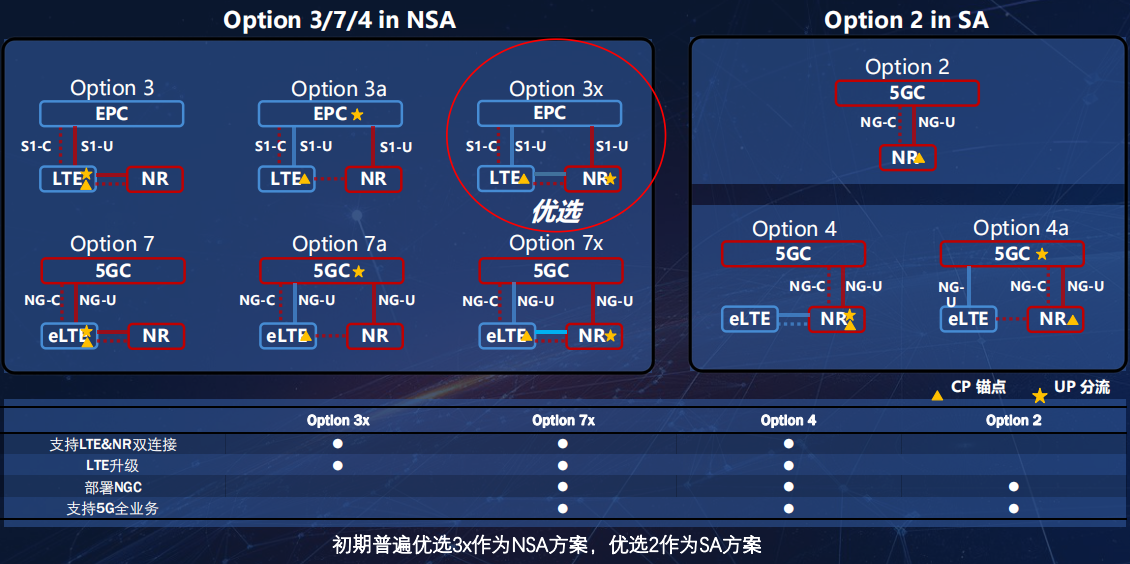 Option 3/7/4 in NSA
Option 2 in SA
Option 3
EPC
S1-C
S1-U
LTE
NR
Option 3a
EPC
S1-C
S1-U
S1-U
LTE
NR
Option 3x
EPC
S1-C
S1-U
S1-U
LTE
NR
优选
Option 2
5GC
NG-C
NG-U
NR
Option 7
5GC
NG-C
NG-U
eLTE
NR
Option 7a
5GC
NG-C
NG-U
NG-U
eLTE
NR
Option 7x
5GC
NG-C
NG-U
NG-U
eLTE
NR
Option 4
5GC
NG-C
NG-U
eLTE
NR
Option 4a
5GC
NG-
U
NG-C
NG-U
eLTE
NR
CP 锚点
UP 分流
Option 3x Option 7x Option 4 Option 2
支持LTE&NR双连接 ● ● ●
LTE升级 ● ● ●
部署NGC ● ● ●
支持5G全业务 ● ● ●
初期普遍优选3x作为NSA方案，优选2作为SA方案